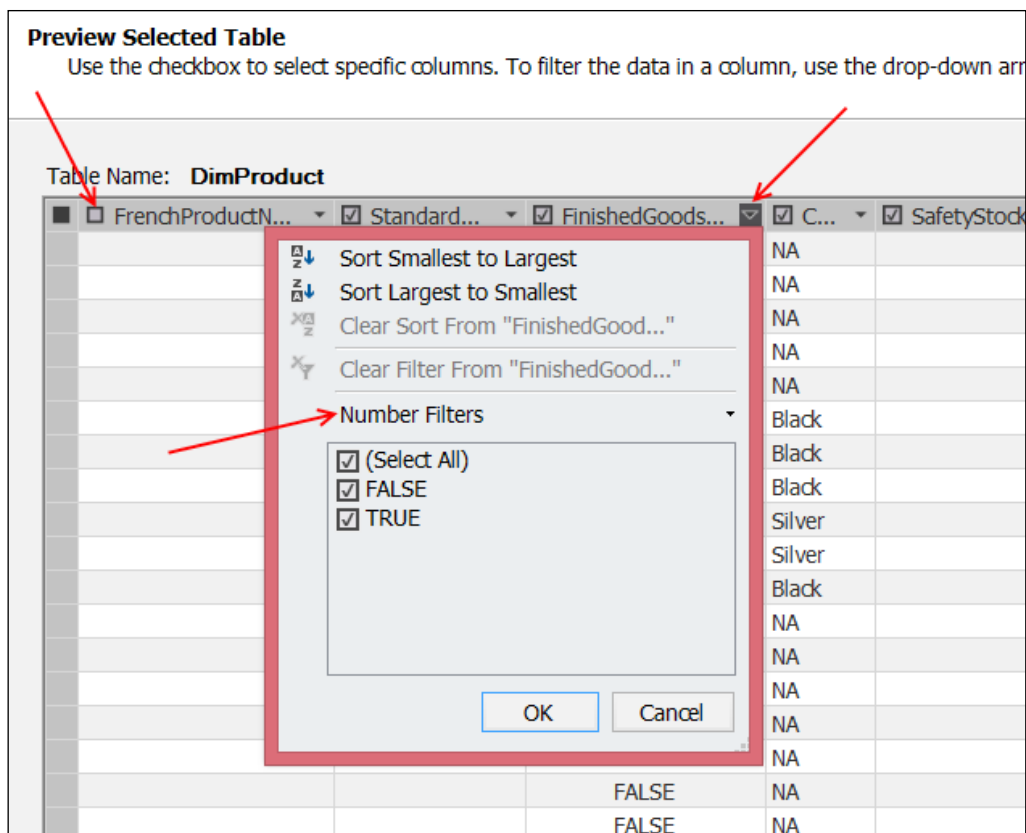 Preview Selected Table
Use the checkbox to select specific columns. To filter the data in a column, use the drop-down arr
Table Name: DimProduct
FrenchProductN... Standard... FinishedGoods... C... SafetyStock
NA
Sort Smallest to Largest
NA
Sort Largest to Smallest
NA
Clear Sort From "FinishedGood..."
NA
Clear Filter From "FinishedGood..."
NA
Number Filters
Black
(Select All)
Black
FALSE
Black
TRUE
Silver
Silver
Black
NA
NA
NA
OK Cancel
NA
NA
FALSE NA
FALSE NA